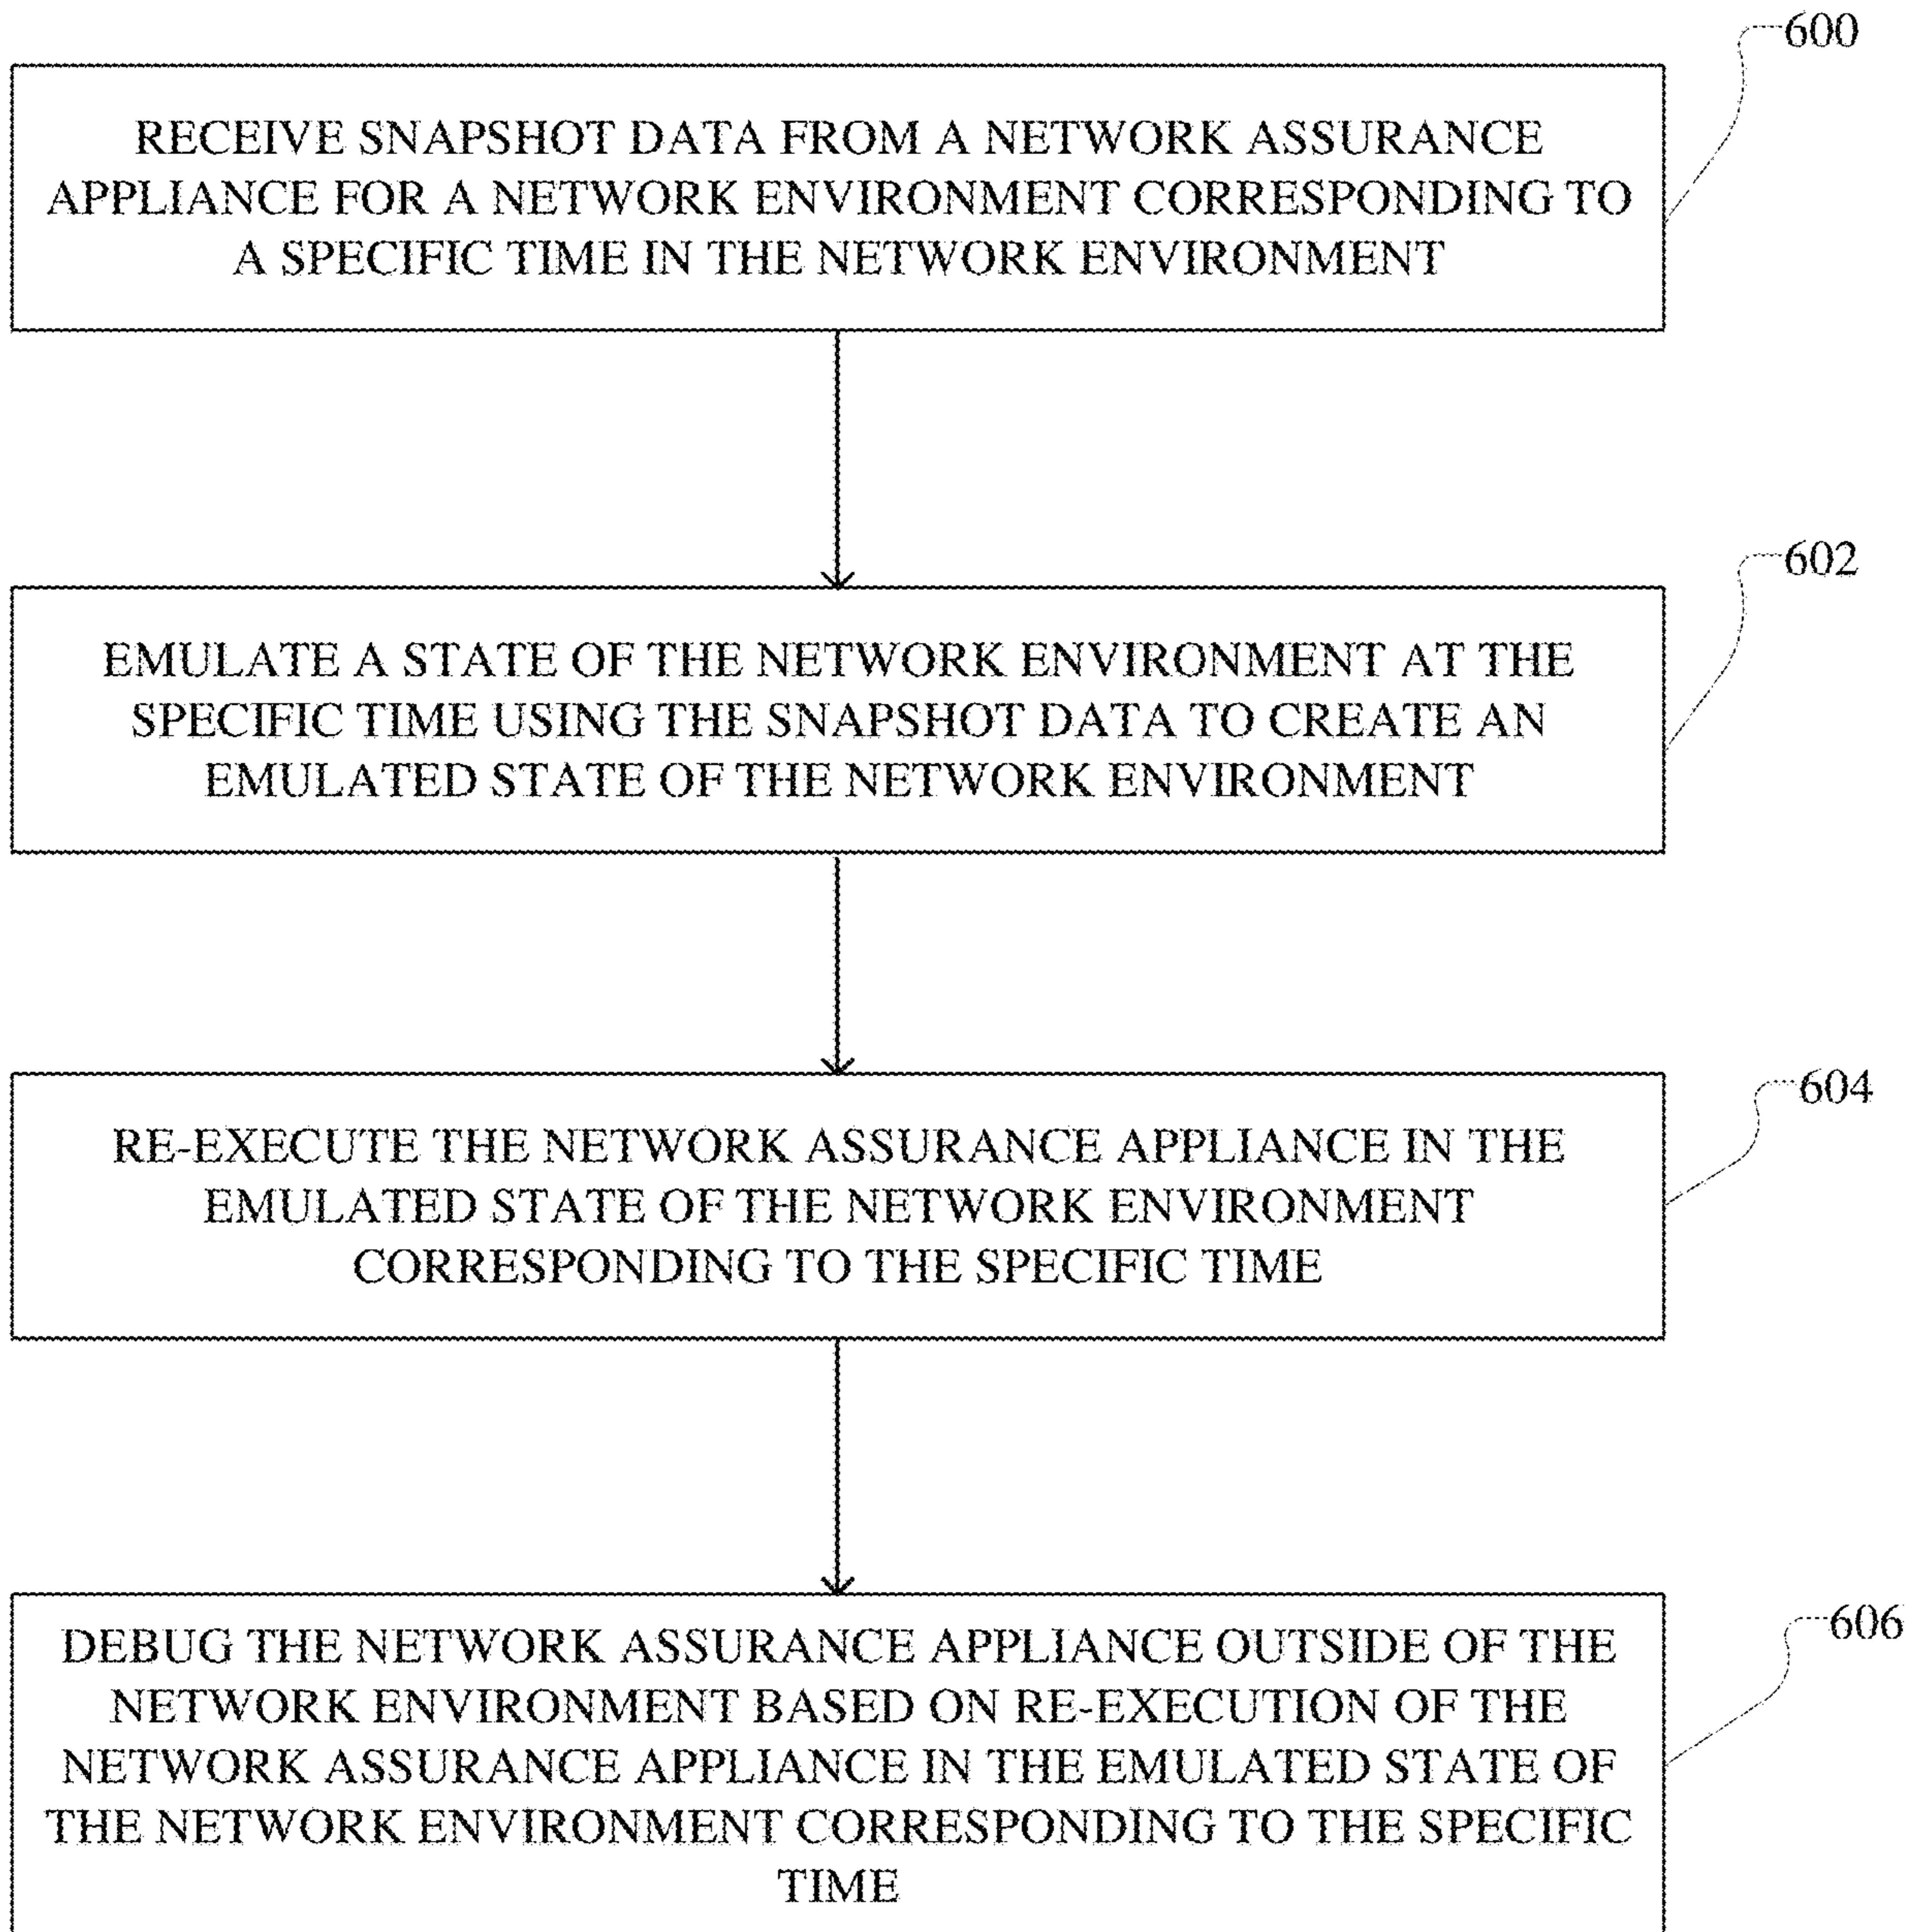 600
RECEIVE SNAPSHOT DATA FROM A NETWORK ASSURANCE
APPLIANCE FOR A NETWORK ENVIRONMENT CORRESPONDING TO
A SPECIFIC TIME IN THE NETWORK ENVIRONMENT
602
EMULATE A STATE OF THE NETWORK ENVIRONMENT AT THE
SPECIFIC TIME USING THE SNAPSHOT DATA TO CREATE AN
EMULATED STATE OF THE NETWORK ENVIRONMENT
604
RE-EXECUTE THE NETWORK ASSURANCE APPLIANCE IN THE
EMULATED STATE OF THE NETWORK ENVIRONMENT
CORRESPONDING TO THE SPECIFIC TIME
606
DEBUG THE NETWORK ASSURANCE APPLIANCE OUTSIDE OF THE
NETWORK ENVIRONMENT BASED ON RE-EXECUTION OF THE
NETWORK ASSURANCE APPLIANCE IN THE EMULATED STATE OF
THE NETWORK ENVIRONMENT CORRESPONDING TO THE SPECIFIC
TIME